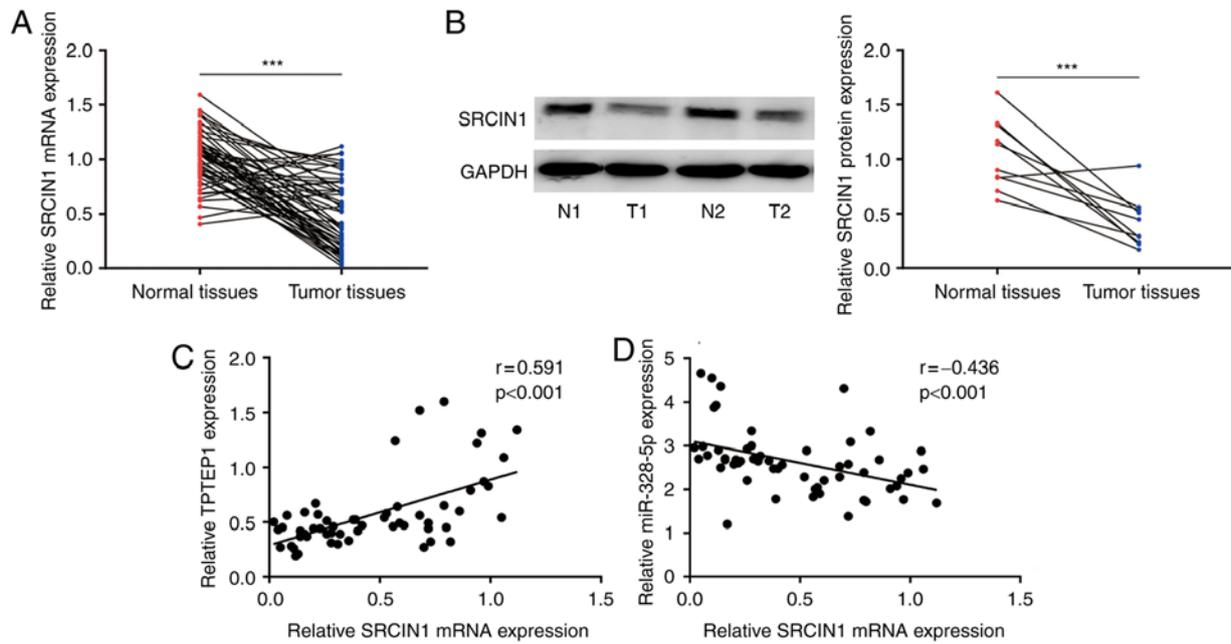 A
Relative SRCIN1 mRNA expression
2.0
1.5
1.0
0.5
0.0
***
Normal tissues
Tumor tissues
B
SRCIN1
GAPDH
N1 T1 N2 T2
Relative SRCIN1 protein expression
2.0
1.5
1.0
0.5
0.0
***
Normal tissues
Tumor tissues
C
Relative TPTEP1 expression
2.0
1.5
1.0
0.5
0.0
r=0.591
p<0.001
0.0 0.5 1.0 1.5
Relative SRCIN1 mRNA expression
D
Relative miR-328-5p expression
5
4
3
2
1
0
r=−0.436
p<0.001
0.0 0.5 1.0 1.5
Relative SRCIN1 mRNA expression